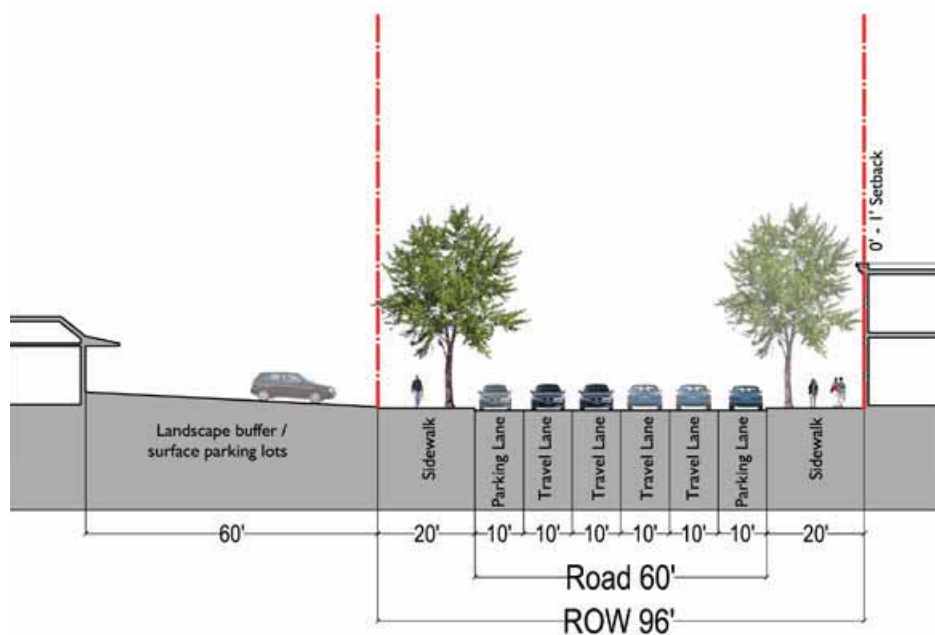 0' - 1' Setback
Landscape buffer /
surface parking lots
Sidewalk
Parking Lane
Travel Lane
Travel Lane
Travel Lane
Travel Lane
Parking Lane
Sidewalk
60'
20'
10'
10'
10'
10'
10'
10'
20'
Road 60'
ROW 96'